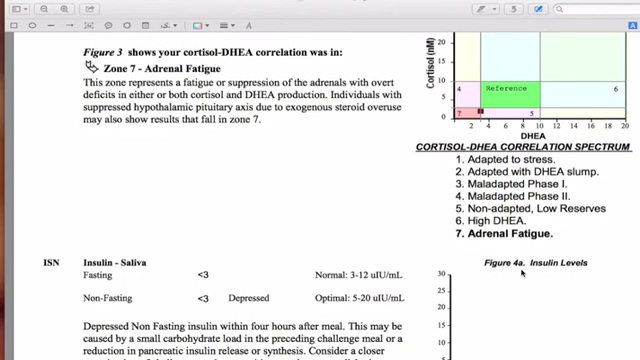 Figure 3 shows your cortisol-DHEA correlation was in:
Zone 7 - Adrenal Fatigue
This zone represents a fatigue or suppression of the adrenals with overt
deficits in either or both cortisol and DHEA production. Individuals with
suppressed hypothalamic pituitary axis due to exogenous steroid overuse
may also show results that fall in zone 7.
Cortisol (nM)
20
15
10
5
0
4
Reference
6
7
5
2 4 6 8 10 12 14 16 18 20
DHEA
CORTISOL-DHEA CORRELATION SPECTRUM
1. Adapted to stress.
2. Adapted with DHEA slump.
3. Maladapted Phase I.
4. Maladapted Phase II.
5. Non-adapted, Low Reserves
6. High DHEA.
7. Adrenal Fatigue.
ISN Insulin - Saliva
Fasting <3 Normal: 3-12 uIU/mL
Non-Fasting <3 Depressed Optimal: 5-20 uIU/mL
Depressed Non Fasting insulin within four hours after meal. This may be
caused by a small carbohydrate load in the preceding challenge meal or a
reduction in pancreatic insulin release or synthesis. Consider a closer
Figure 4a. Insulin Levels
30
25
20
15
10
5